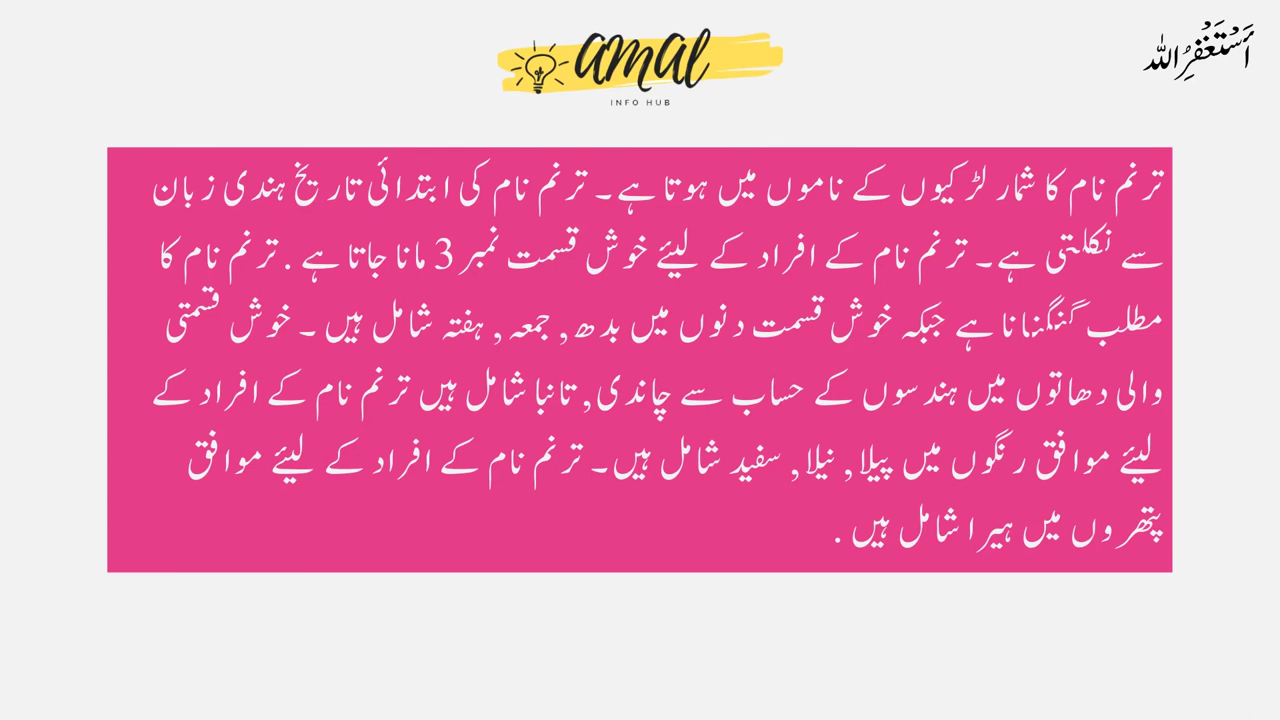 amal
INFO HUB
أَسْتَغْفِرُاللّٰه
ترنم نام کا شمار لڑکیوں کے ناموں میں ہوتا ہے۔ ترنم نام کی ابتدائی تاریخ ہندی زبان
سے نکلتی ہے۔ ترنم نام کے افراد کے لیئے خوش قسمت نمبر 3 مانا جاتا ہے . ترنم نام کا
مطلب گنگنانا ہے جبکہ خوش قسمت دنوں میں بدھ, جمعہ, ہفتہ شامل ہیں ۔ خوش قسمتی
والی دھاتوں میں ہندسوں کے حساب سے چاندی, تانبا شامل ہیں ترنم نام کے افراد کے
لیئے موافق رنگوں میں پیلا, نیلا, سفید شامل ہیں۔ ترنم نام کے افراد کے لیئے موافق
پتھروں میں ہیرا شامل ہیں .